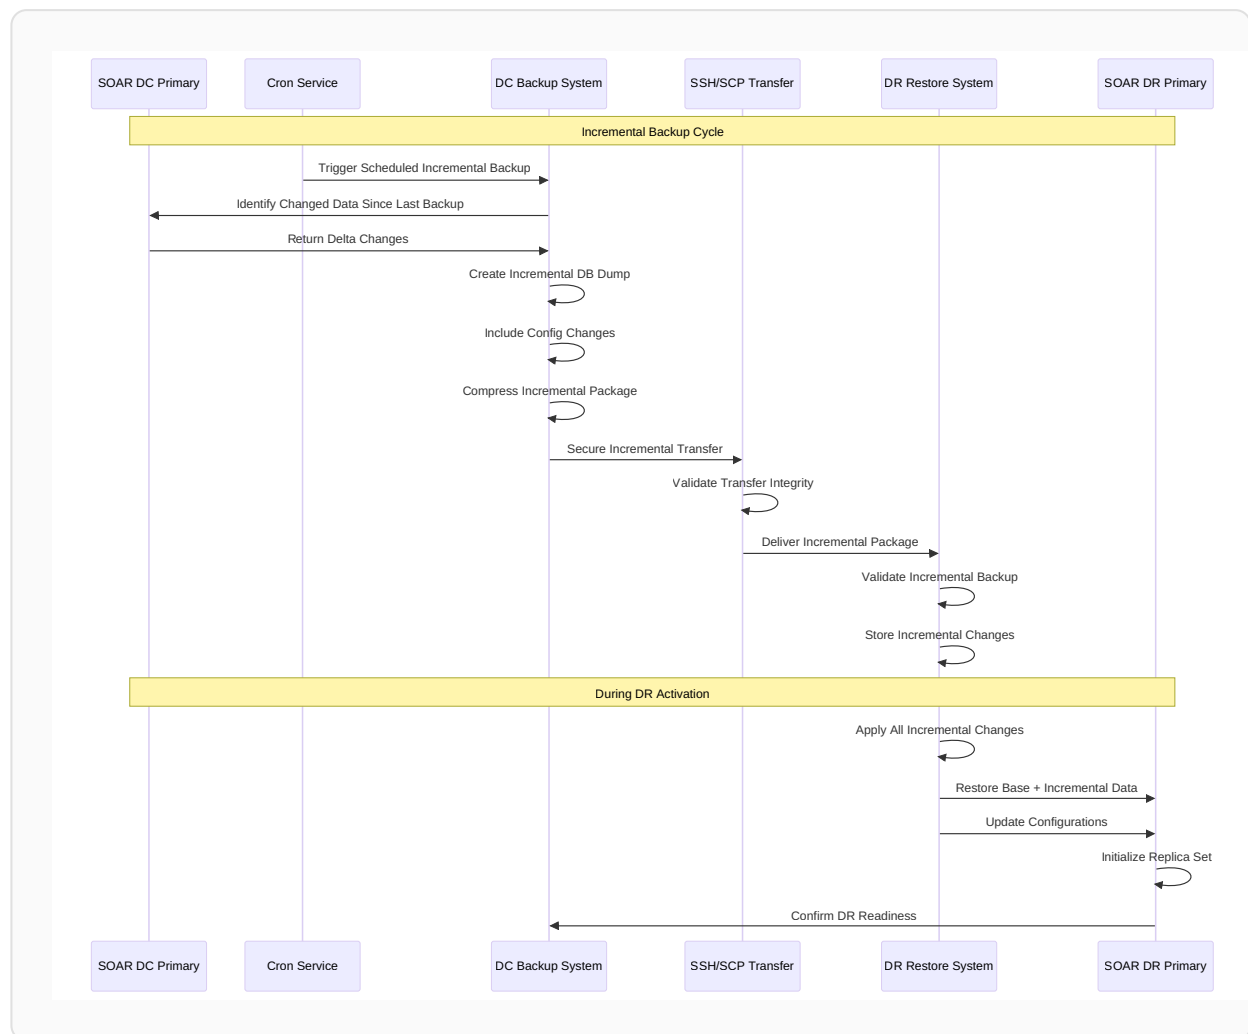 SOAR DC Primary
Cron Service
DC Backup System
SSH/SCP Transfer
DR Restore System
SOAR DR Primary
Incremental Backup Cycle
Trigger Scheduled Incremental Backup
Identify Changed Data Since Last Backup
Return Delta Changes
Create Incremental DB Dump
Include Config Changes
Compress Incremental Package
Secure Incremental Transfer
Validate Transfer Integrity
Deliver Incremental Package
Validate Incremental Backup
Store Incremental Changes
During DR Activation
Apply All Incremental Changes
Restore Base + Incremental Data
Update Configurations
Initialize Replica Set
Confirm DR Readiness
SOAR DC Primary
Cron Service
DC Backup System
SSH/SCP Transfer
DR Restore System
SOAR DR Primary